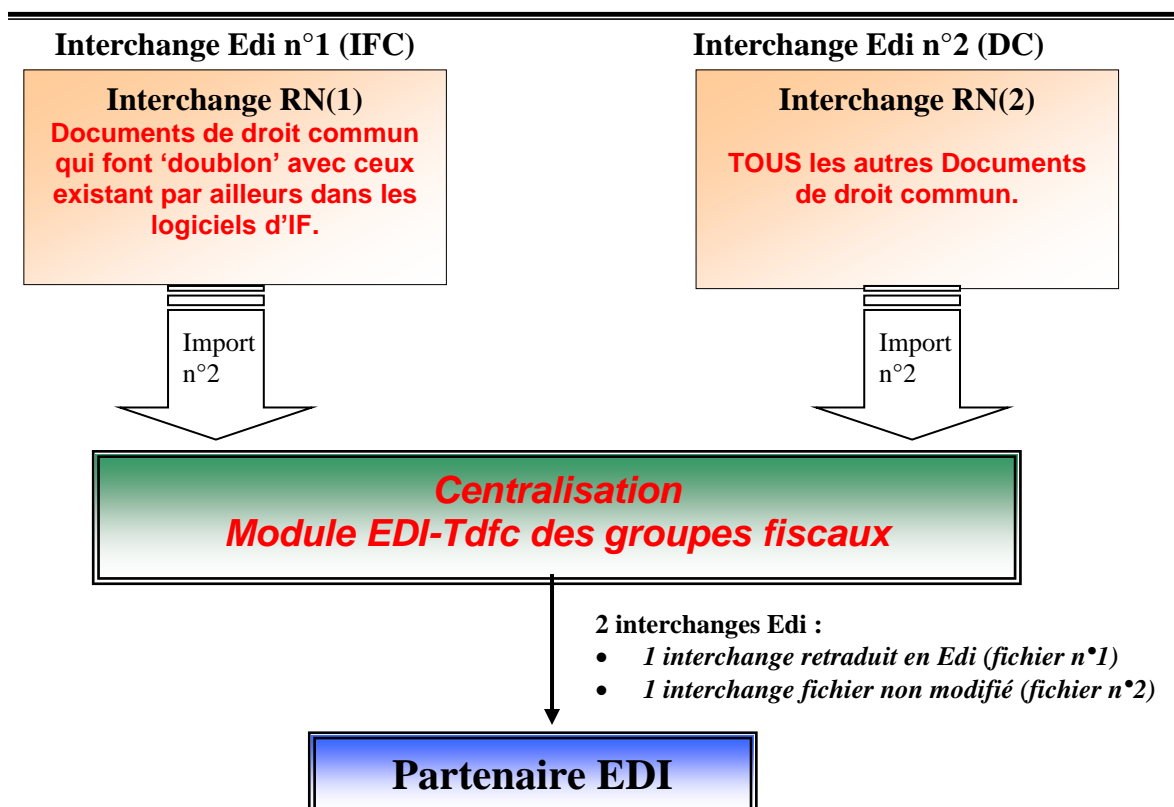 Interchange Edi n°1 (IFC)
Interchange RN(1)
Documents de droit commun
qui font ‘doublon’ avec ceux
existant par ailleurs dans les
logiciels d’IF.
Import
n°2
Interchange Edi n°2 (DC)
Interchange RN(2)
TOUS les autres Documents
de droit commun.
Import
n°2
Centralisation
Module EDI-Tdfc des groupes fiscaux
2 interchanges Edi :
• 1 interchange retraduit en Edi (fichier n°1)
• 1 interchange fichier non modifié (fichier n°2)
Partenaire EDI